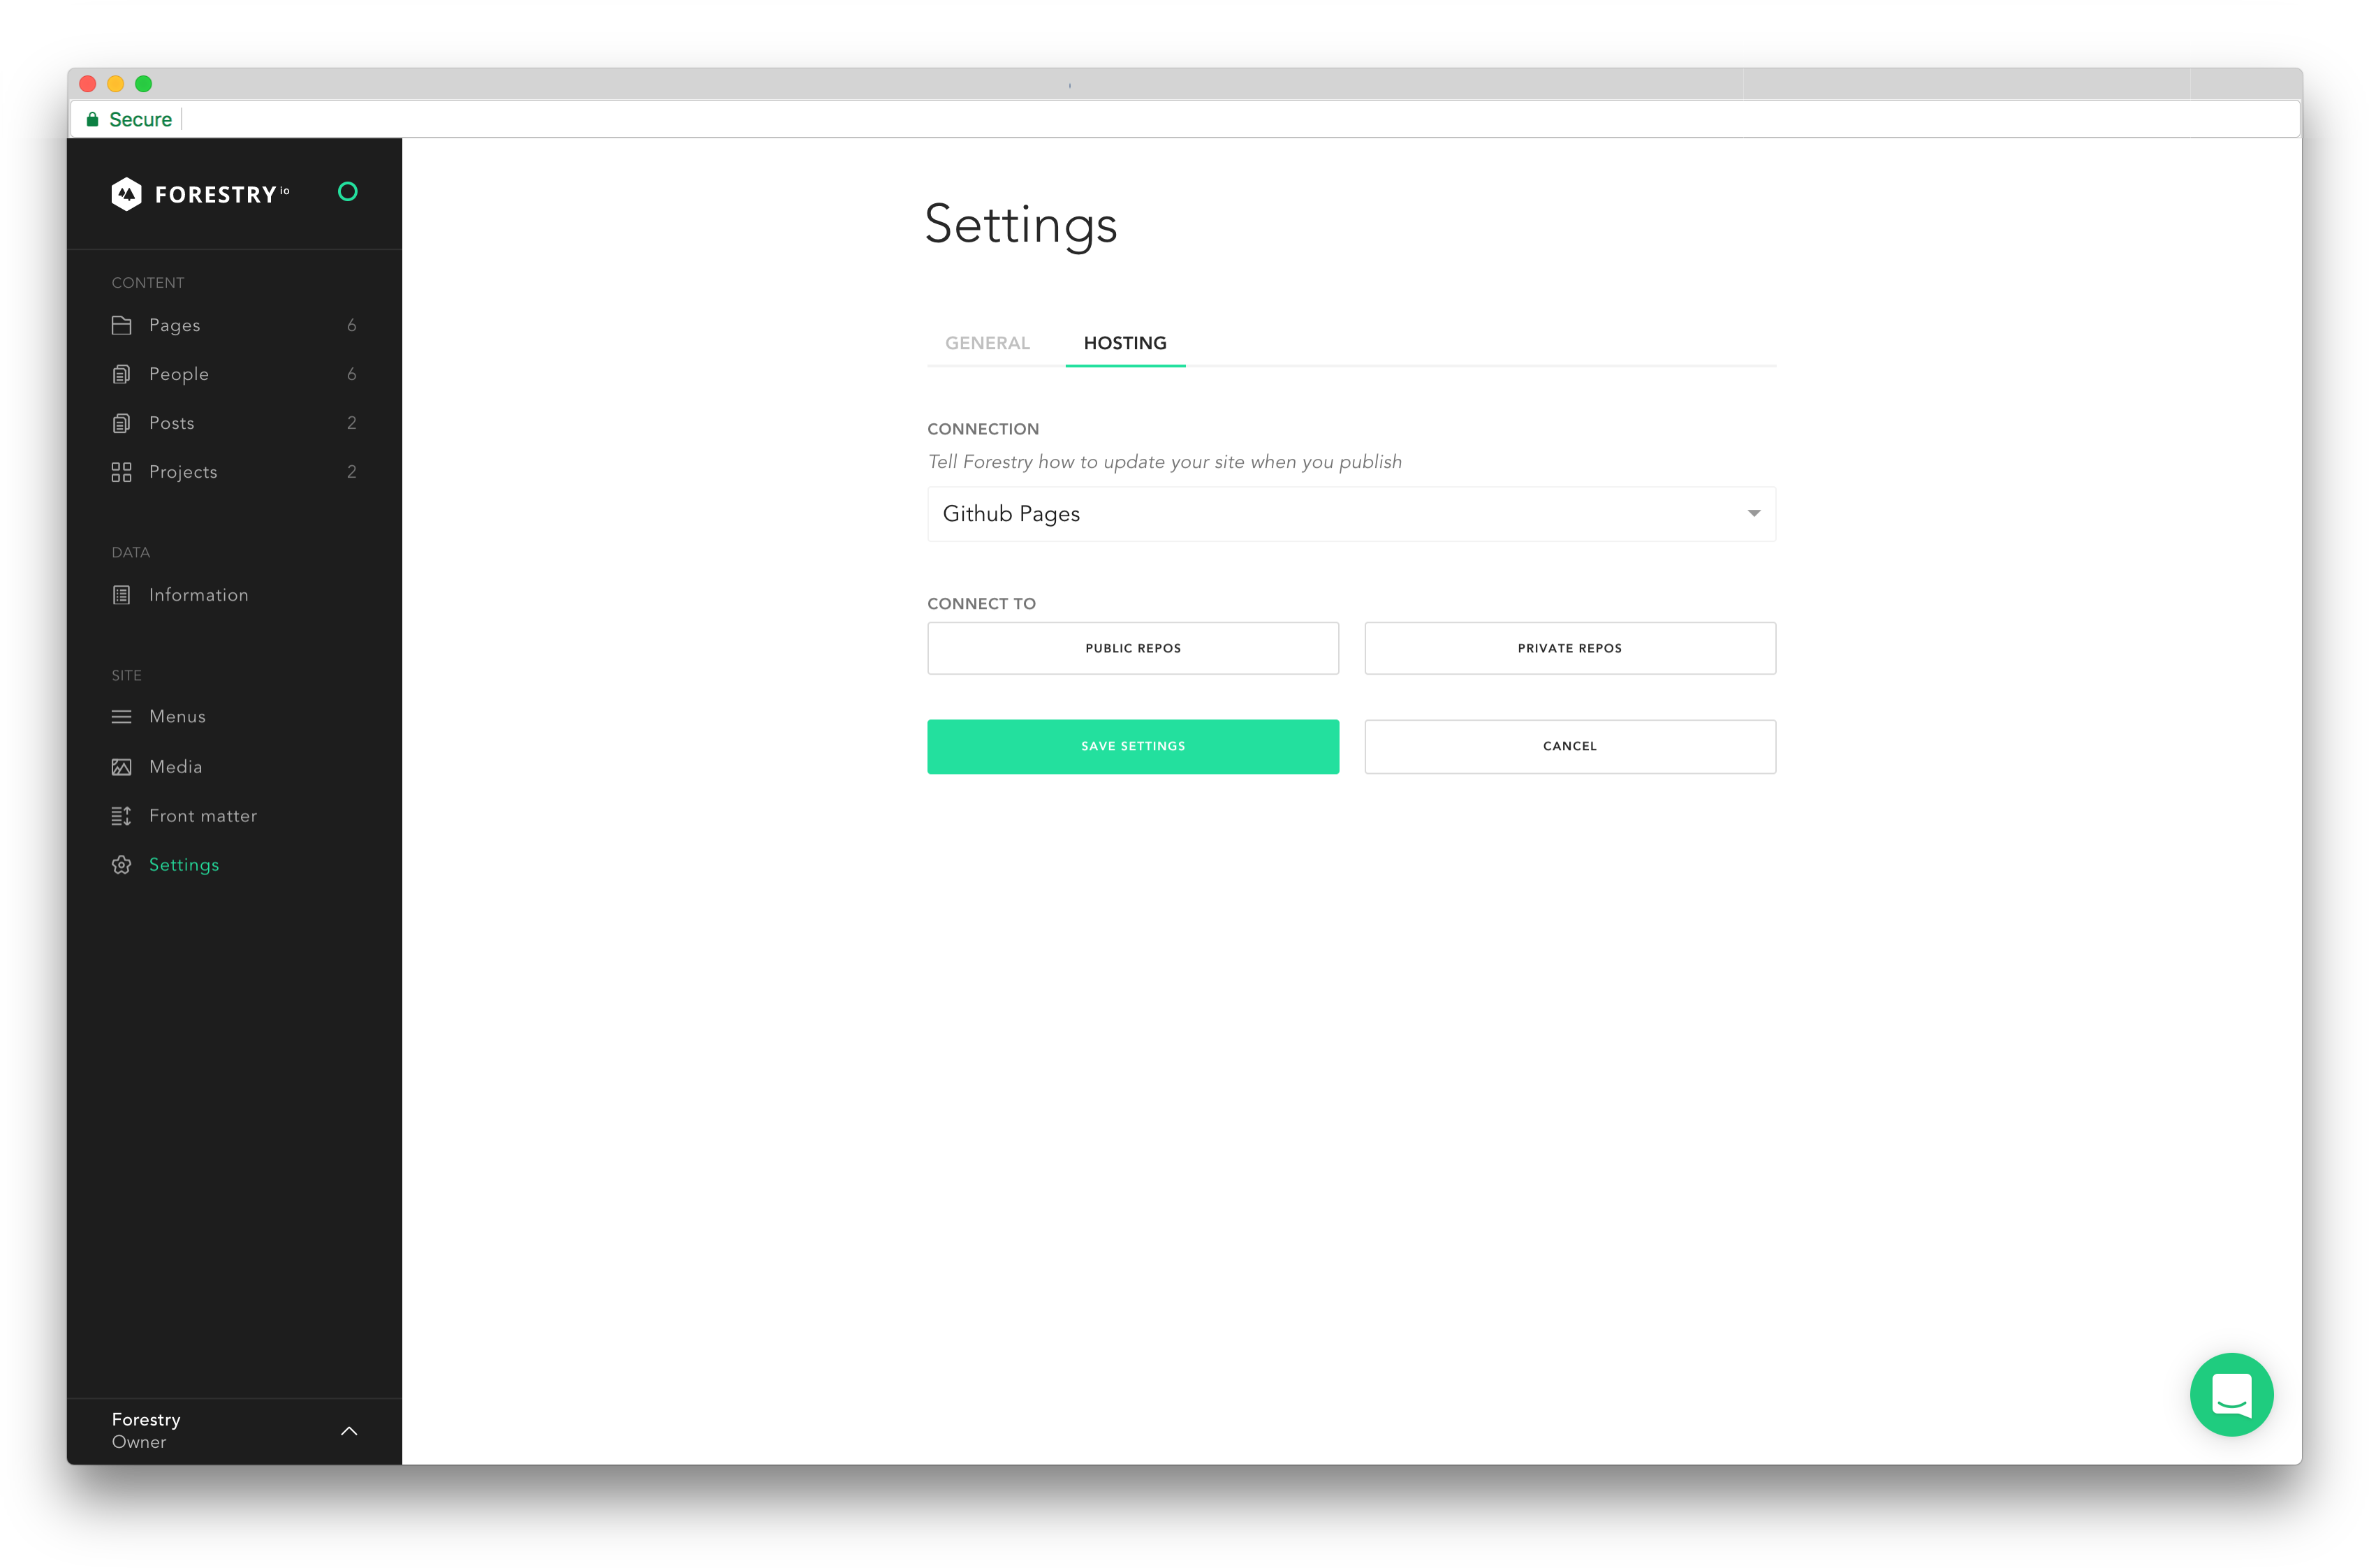 Secure
FORESTRY io
CONTENT
Pages 6
People 6
Posts 2
Projects 2
DATA
Information
SITE
Menus
Media
Front matter
Settings
Forestry
Owner
Settings
GENERAL HOSTING
CONNECTION
Tell Forestry how to update your site when you publish
Github Pages
CONNECT TO
PUBLIC REPOS PRIVATE REPOS
SAVE SETTINGS CANCEL